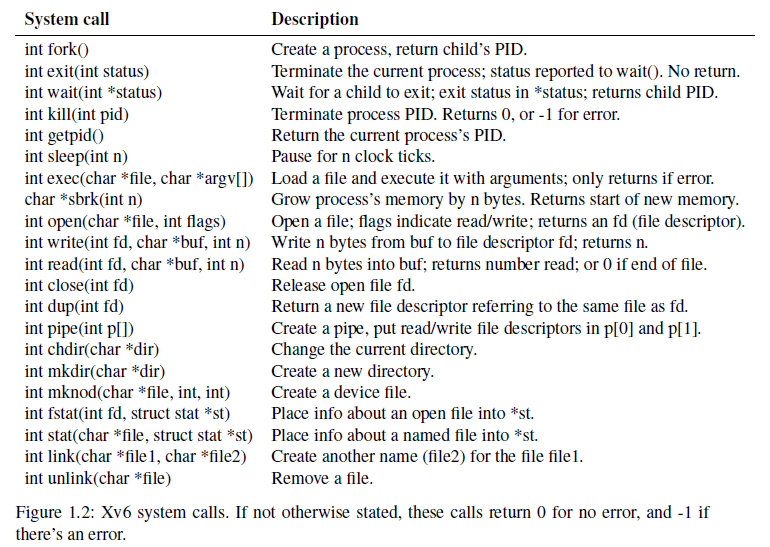 System call Description
int fork() Create a process, return child's PID.
int exit(int status) Terminate the current process; status reported to wait(). No return.
int wait(int *status) Wait for a child to exit; exit status in *status; returns child PID.
int kill(int pid) Terminate process PID. Returns 0, or -1 for error.
int getpid() Return the current process's PID.
int sleep(int n) Pause for n clock ticks.
int exec(char *file, char *argv[]) Load a file and execute it with arguments; only returns if error.
char *sbrk(int n) Grow process's memory by n bytes. Returns start of new memory.
int open(char *file, int flags) Open a file; flags indicate read/write; returns an fd (file descriptor).
int write(int fd, char *buf, int n) Write n bytes from buf to file descriptor fd; returns n.
int read(int fd, char *buf, int n) Read n bytes into buf; returns number read; or 0 if end of file.
int close(int fd) Release open file fd.
int dup(int fd) Return a new file descriptor referring to the same file as fd.
int pipe(int p[]) Create a pipe, put read/write file descriptors in p[0] and p[1].
int chdir(char *dir) Change the current directory.
int mkdir(char *dir) Create a new directory.
int mknod(char *file, int, int) Create a device file.
int fstat(int fd, struct stat *st) Place info about an open file into *st.
int stat(char *file, struct stat *st) Place info about a named file into *st.
int link(char *file1, char *file2) Create another name (file2) for the file file1.
int unlink(char *file) Remove a file.
Figure 1.2: Xv6 system calls. If not otherwise stated, these calls return 0 for no error, and -1 if
there's an error.